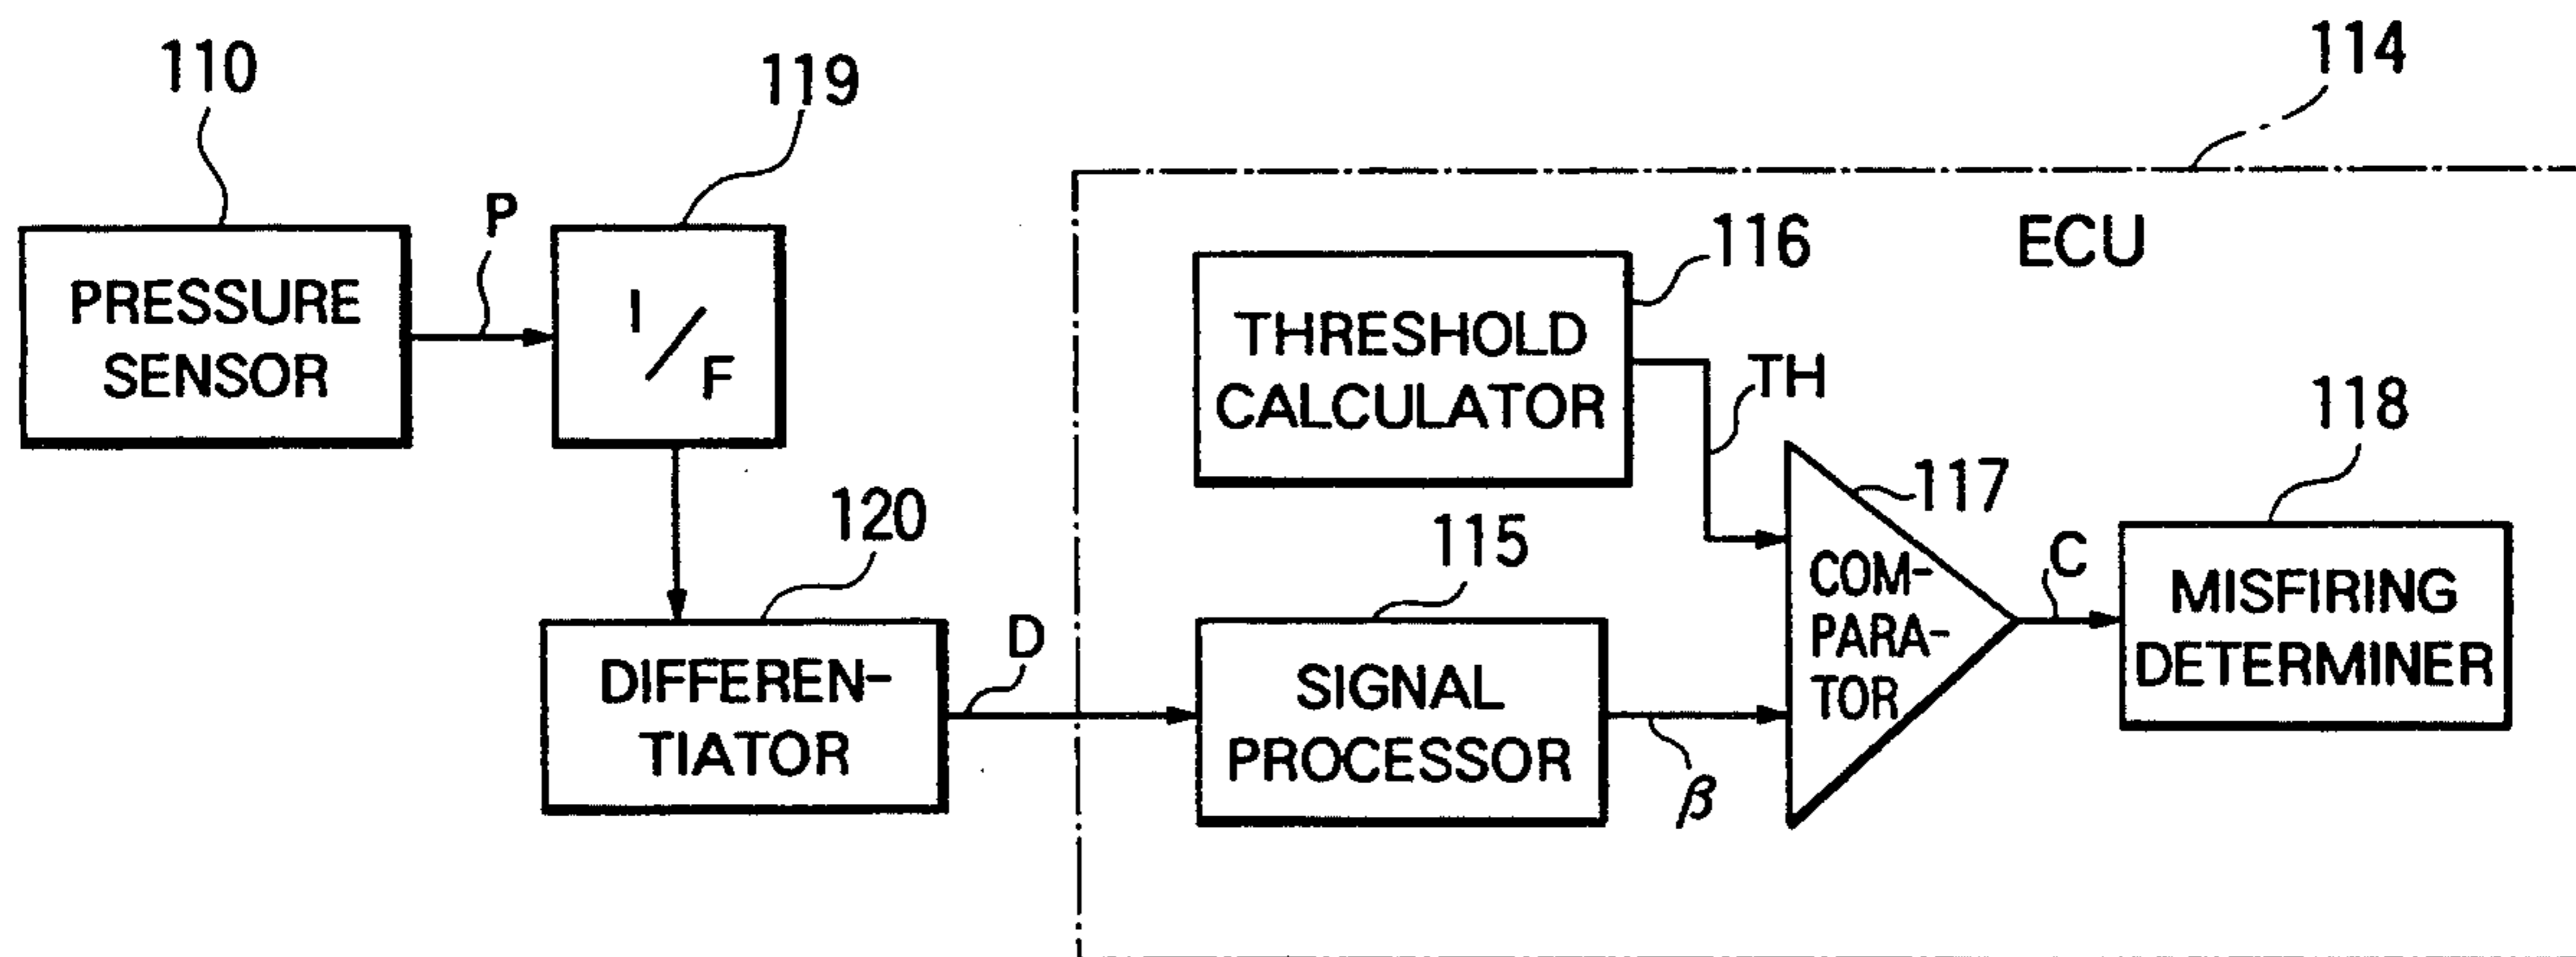 110
119
114
P
116
ECU
PRESSURE
SENSOR
I/F
THRESHOLD
CALCULATOR
TH
118
117
120
115
COM-
PARA-
TOR
C
MISFIRING
DETERMINER
D
DIFFEREN-
TIATOR
SIGNAL
PROCESSOR
β